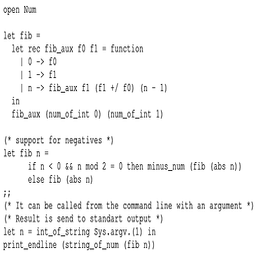 open Num
let fib =
let rec fib_aux f0 f1 = function
| 0 -> f0
| 1 -> f1
| n -> fib_aux f1 (f1 +/ f0) (n - 1)
in
fib_aux (num_of_int 0) (num_of_int 1)
(* support for negatives *)
let fib n =
if n < 0 && n mod 2 = 0 then minus_num (fib (abs n))
else fib (abs n)
;;
(* It can be called from the command line with an argument *)
(* Result is send to standart output *)
let n = int_of_string Sys.argv.(1) in
print_endline (string_of_num (fib n))